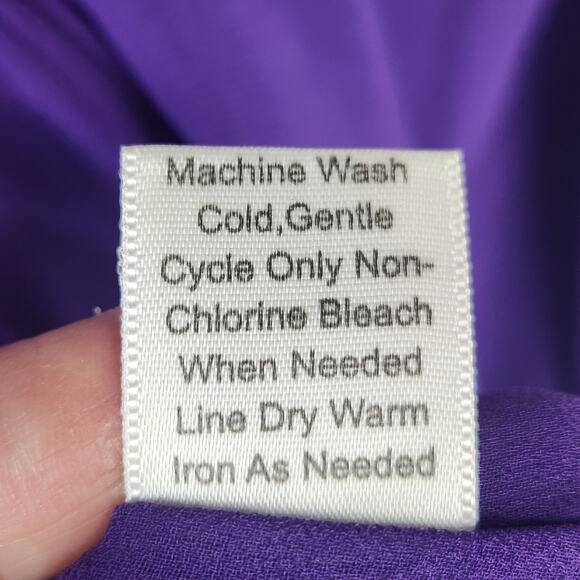 Machine Wash
Cold,Gentle
Cycle Only Non-
Chlorine Bleach
When Needed
Line Dry Warm
Iron As Needed